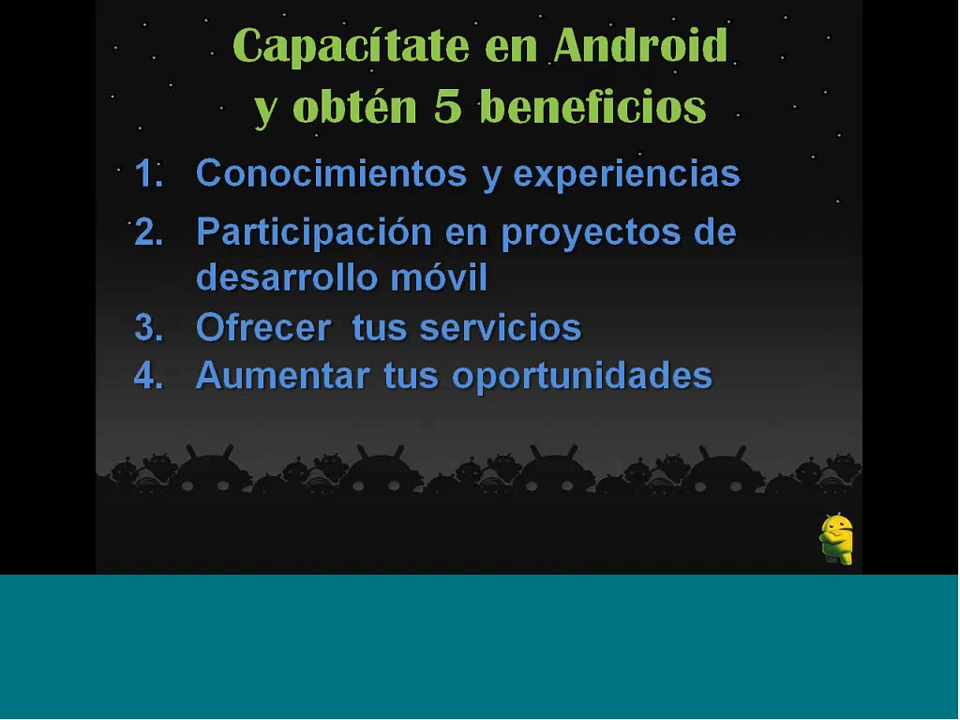 Capacítate en Android
y obtén 5 beneficios
1. Conocimientos y experiencias
2. Participación en proyectos de
desarrollo móvil
3. Ofrecer tus servicios
4. Aumentar tus oportunidades